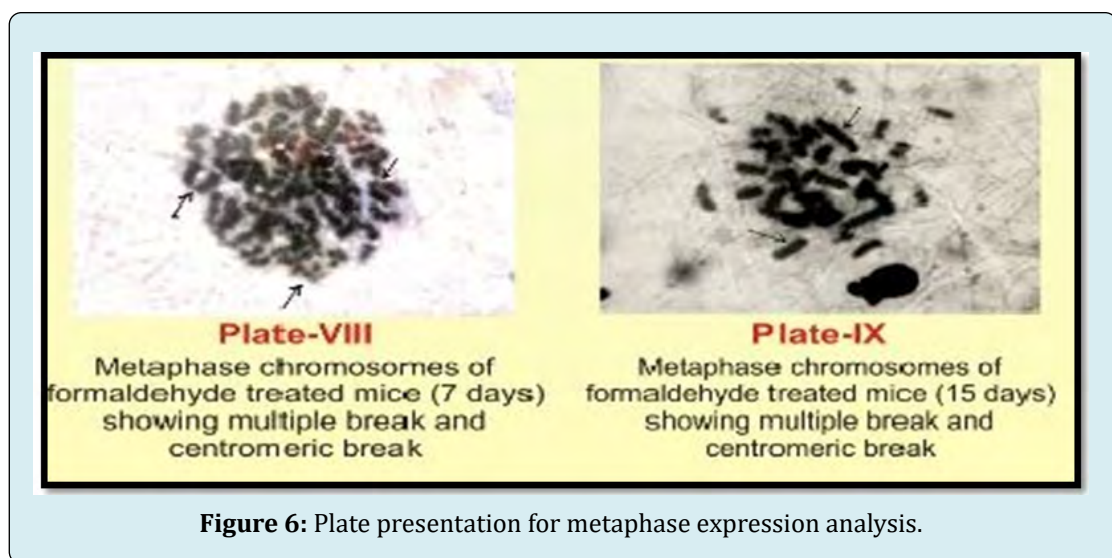 Plate-VIII
Metaphase chromosomes of
formaldehyde treated mice (7 days)
showing multiple break and
centromeric break
Plate-IX
Metaphase chromosomes of
formaldehyde treated mice (15 days)
showing multiple break and
centromeric break
Figure 6: Plate presentation for metaphase expression analysis.